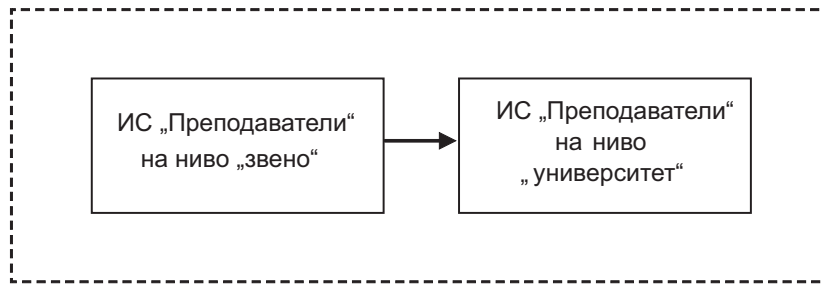 ИС „Преподаватели“
на ниво „звено“
ИС „Преподаватели“
на ниво
„ университет“